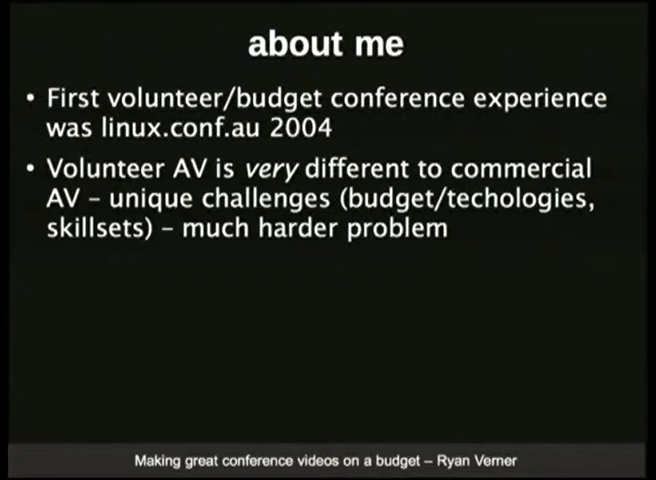 about me
• First volunteer/budget conference experience
was linux.conf.au 2004
• Volunteer AV is very different to commercial
AV – unique challenges (budget/techologies,
skillsets) – much harder problem
Making great conference videos on a budget – Ryan Verner